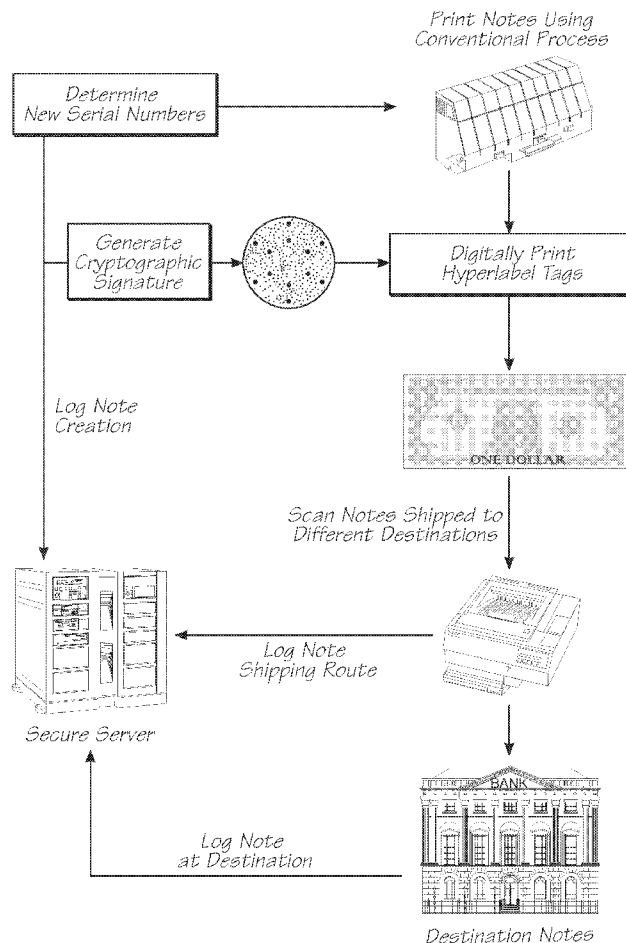 Print Notes Using
Conventional Process
Determine
New Serial Numbers
Generate
Cryptographic
Signature
Digitally Print
Hyperlabel Tags
Log Note
Creation
ONE DOLLAR
Scan Notes Shipped to
Different Destinations
Log Note
Shipping Route
Secure Server
BANK
Log Note
at Destination
Destination Notes